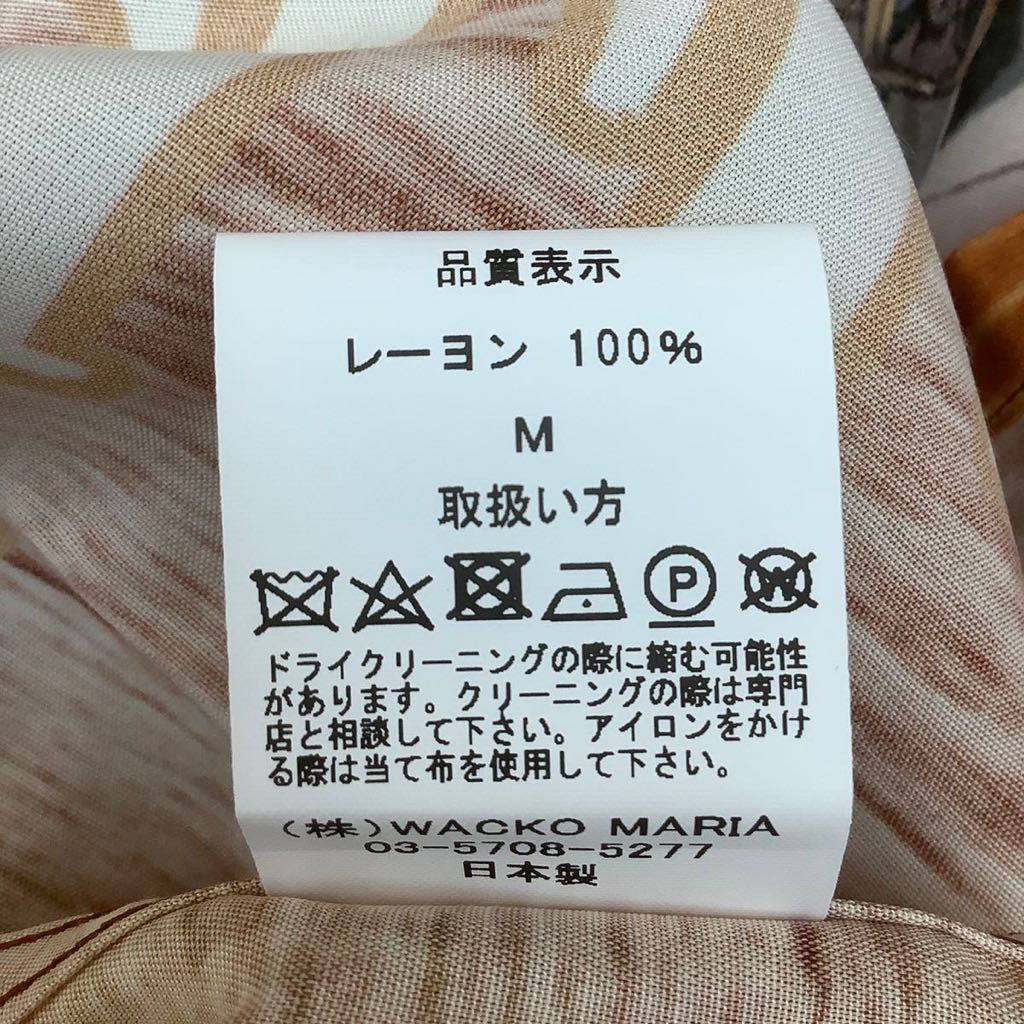 品質表示
レーヨン 100%
M
取扱い方
P
W
ドライクリーニングの際に縮む可能性
があります。クリーニングの際は専門
店と相談して下さい。アイロンをかけ
る際は当て布を使用して下さい。
(株)WACKO MARIA
03-5708-5277
日本製